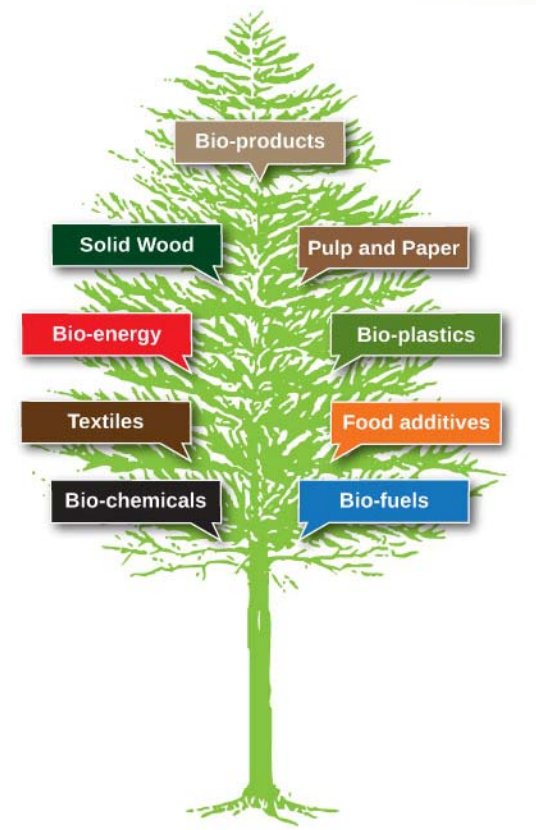 Bio-products
Solid Wood
Pulp and Paper
Bio-energy
Bio-plastics
Textiles
Food additives
Bio-chemicals
Bio-fuels